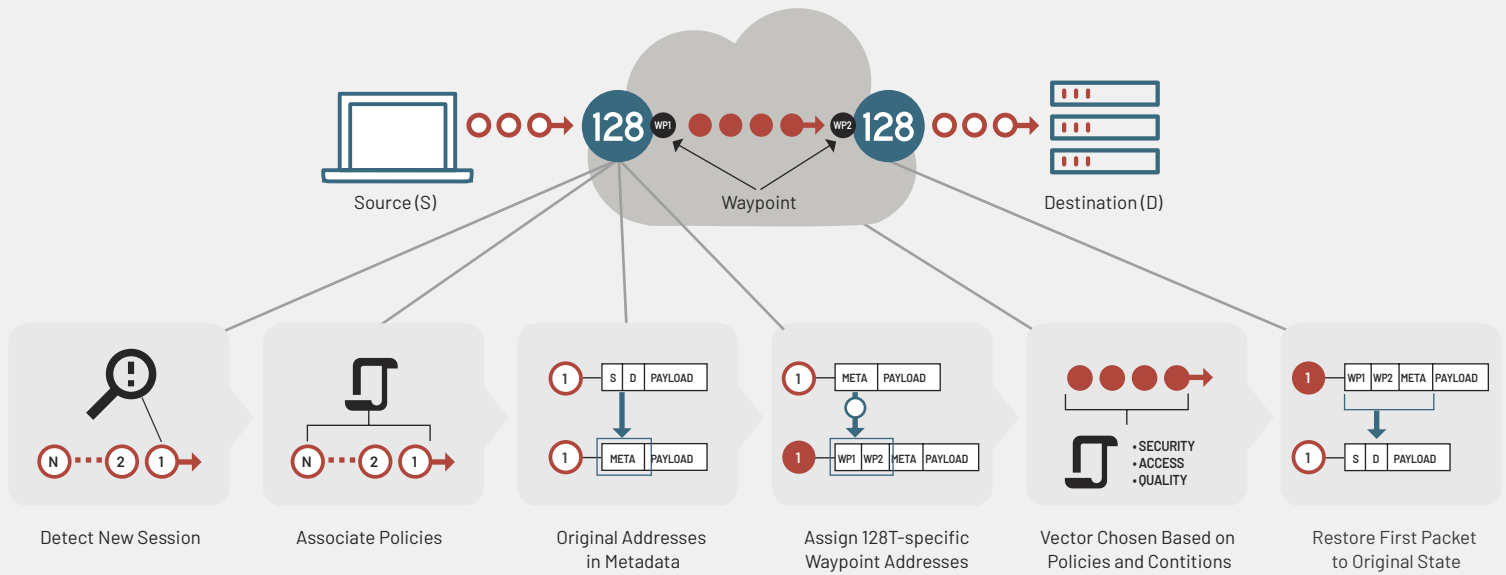 128
WP1
WP2
128
Source (S)
Waypoint
Destination (D)
N 2 1
Detect New Session
N 2 1
Associate Policies
1 S D PAYLOAD
1 META PAYLOAD
Original Addresses
in Metadata
1 META PAYLOAD
1 WP1 WP2 META PAYLOAD
Assign 128T-specific
Waypoint Addresses
• SECURITY
• ACCESS
• QUALITY
Vector Chosen Based on
Policies and Contitions
1 WP1 WP2 META PAYLOAD
1 S D PAYLOAD
Restore First Packet
to Original State